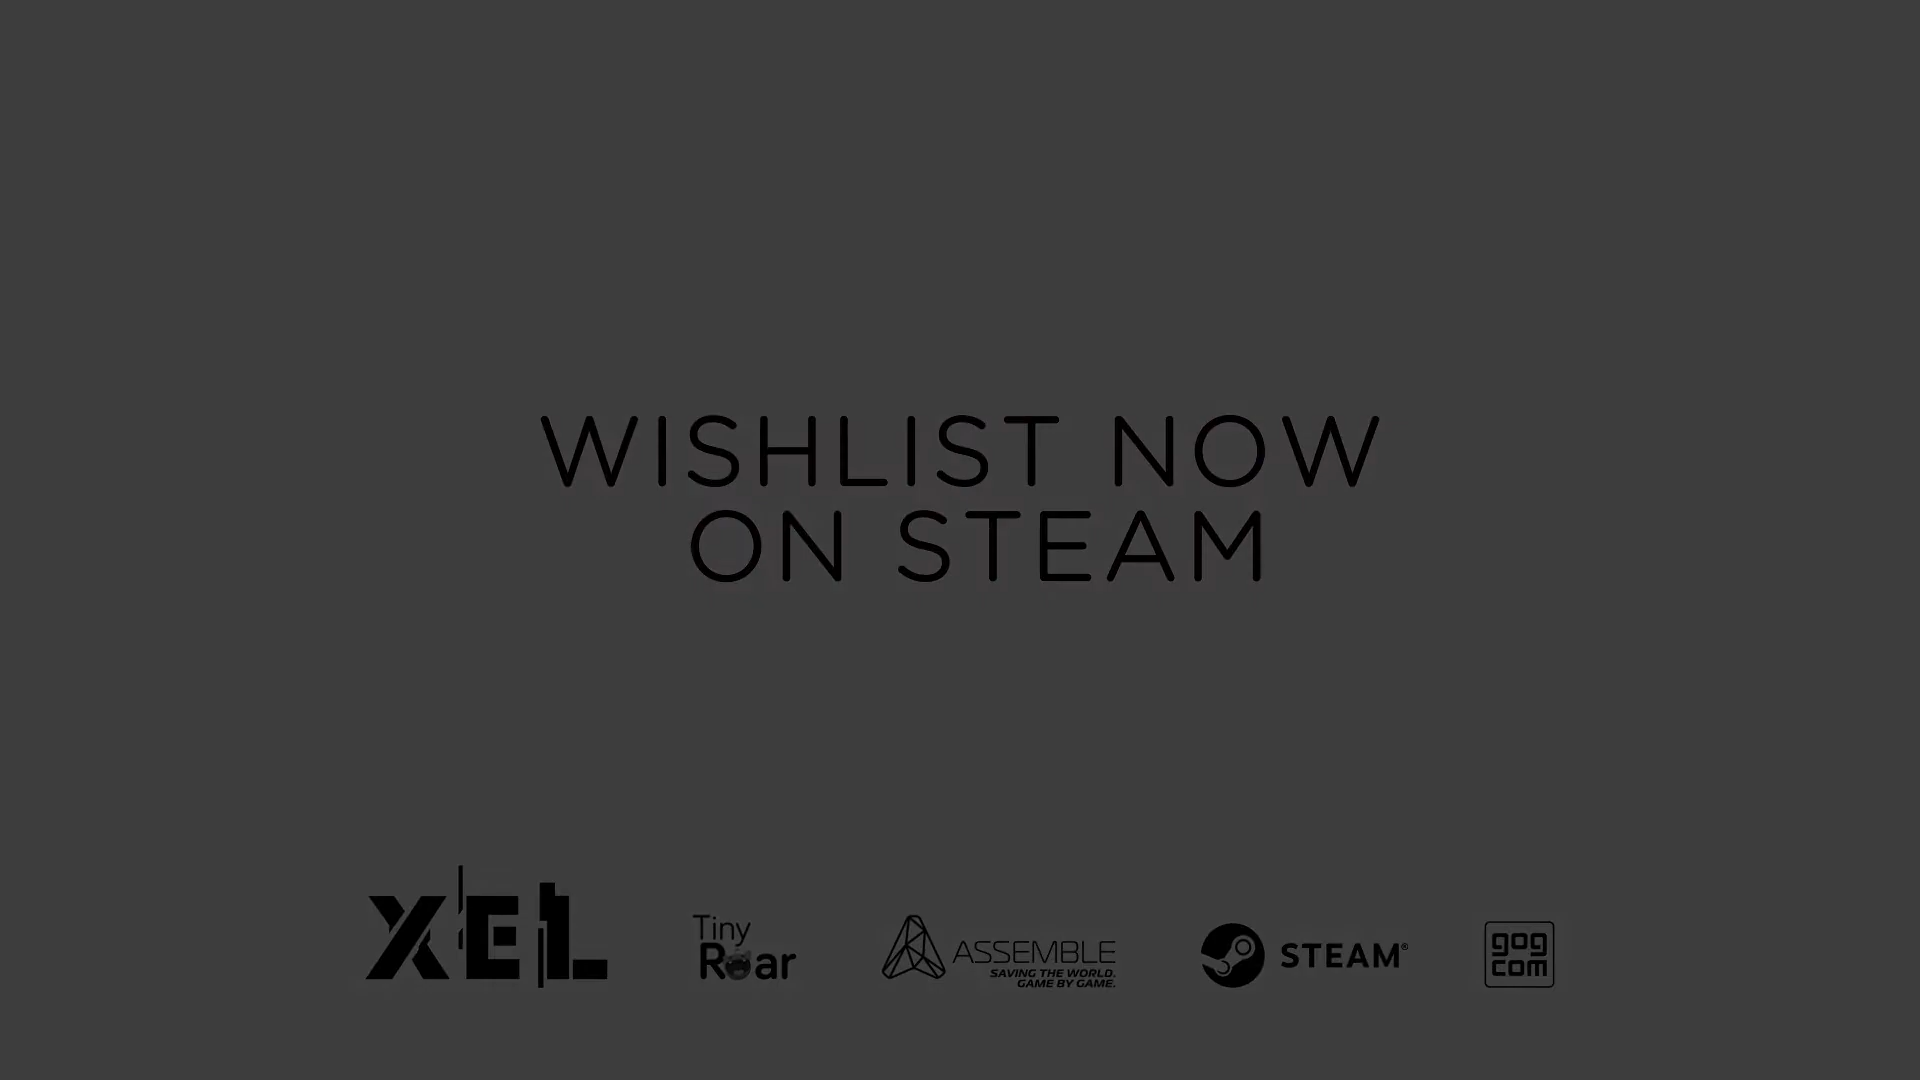 WISHLIST NOW
ON STEAM
XEL
Tiny
Roar
ASSEMBLE
SAVING THE WORLD.
GAME BY GAME.
STEAM®
gog
com